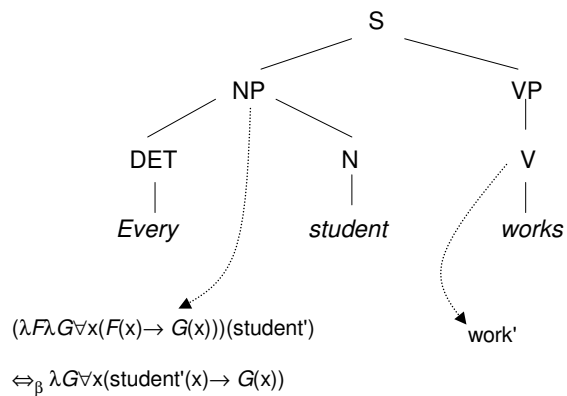 S
NP VP
DET N V
Every student works
(λFλG∀x(F(x)→ G(x)))(student')
work'
⇔β λG∀x(student'(x)→ G(x))